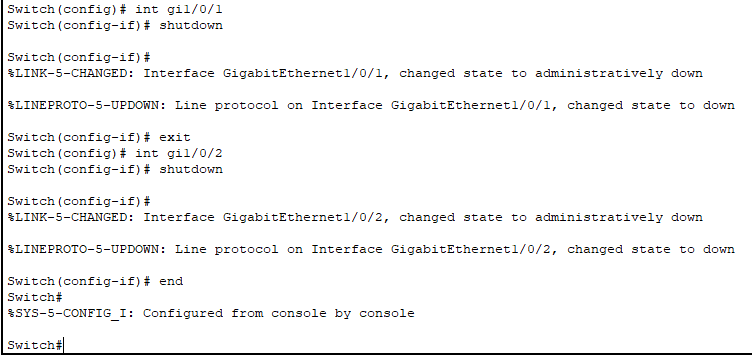 Switch(config)# int gi1/0/1
Switch(config-if)# shutdown
Switch(config-if)#
%LINK-5-CHANGED: Interface GigabitEthernet1/0/1, changed state to administratively down
%LINEPROTO-5-UPDOWN: Line protocol on Interface GigabitEthernet1/0/1, changed state to down
Switch(config-if)# exit
Switch(config)# int gi1/0/2
Switch(config-if)# shutdown
Switch(config-if)#
%LINK-5-CHANGED: Interface GigabitEthernet1/0/2, changed state to administratively down
%LINEPROTO-5-UPDOWN: Line protocol on Interface GigabitEthernet1/0/2, changed state to down
Switch(config-if)# end
Switch#
%SYS-5-CONFIG_I: Configured from console by console
Switch#